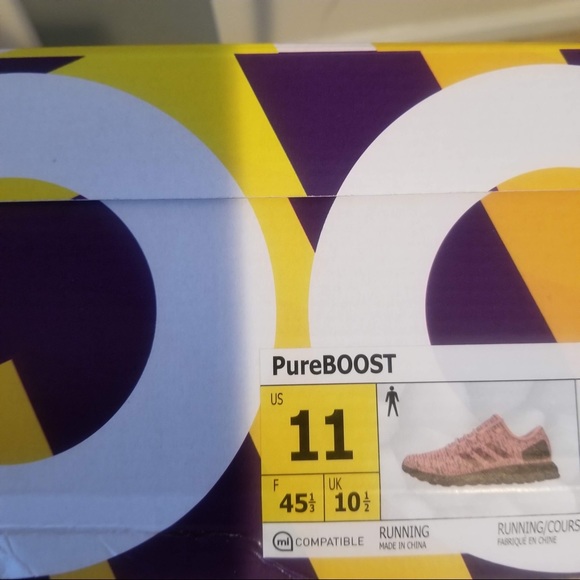 PureBOOST
US
11
F
45⅓
UK
10½
mi COMPATIBLE
RUNNING
MADE IN CHINA
RUNNING/COURS
FABRIQUÉ EN CHINE